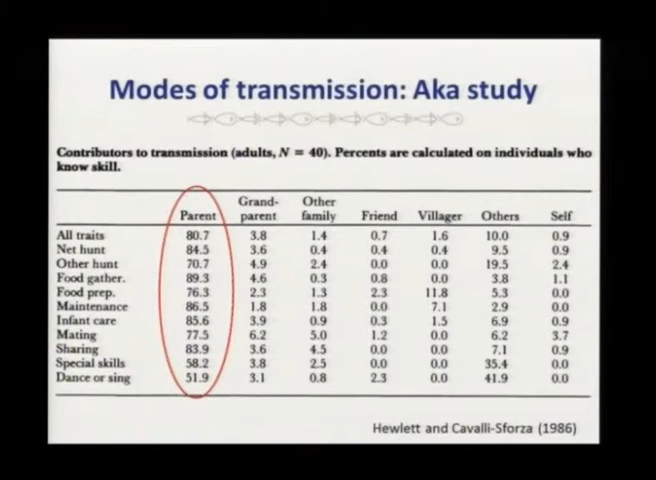 Modes of transmission: Aka study
Contributors to transmission (adults, N = 40). Percents are calculated on individuals who
know skill.
Grand- Other
Parent parent family Friend Villager Others Self
All traits 80.7 3.8 1.4 0.7 1.6 10.0 0.9
Net hunt 84.5 3.6 0.4 0.4 0.4 9.5 0.9
Other hunt 70.7 4.9 2.4 0.0 0.0 19.5 2.4
Food gather. 89.3 4.6 0.3 0.8 0.0 3.8 1.1
Food prep. 76.3 2.3 1.3 2.3 11.8 5.3 0.0
Maintenance 86.5 1.8 1.8 0.0 7.1 2.9 0.0
Infant care 85.6 3.9 0.9 0.3 1.5 6.9 0.9
Mating 77.5 6.2 5.0 1.2 0.0 6.2 3.7
Sharing 83.9 3.6 4.5 0.0 0.0 7.1 0.9
Special skills 58.2 3.8 2.5 0.0 0.0 35.4 0.0
Dance or sing 51.9 3.1 0.8 2.3 0.0 41.9 0.0
Hewlett and Cavalli-Sforza (1986)